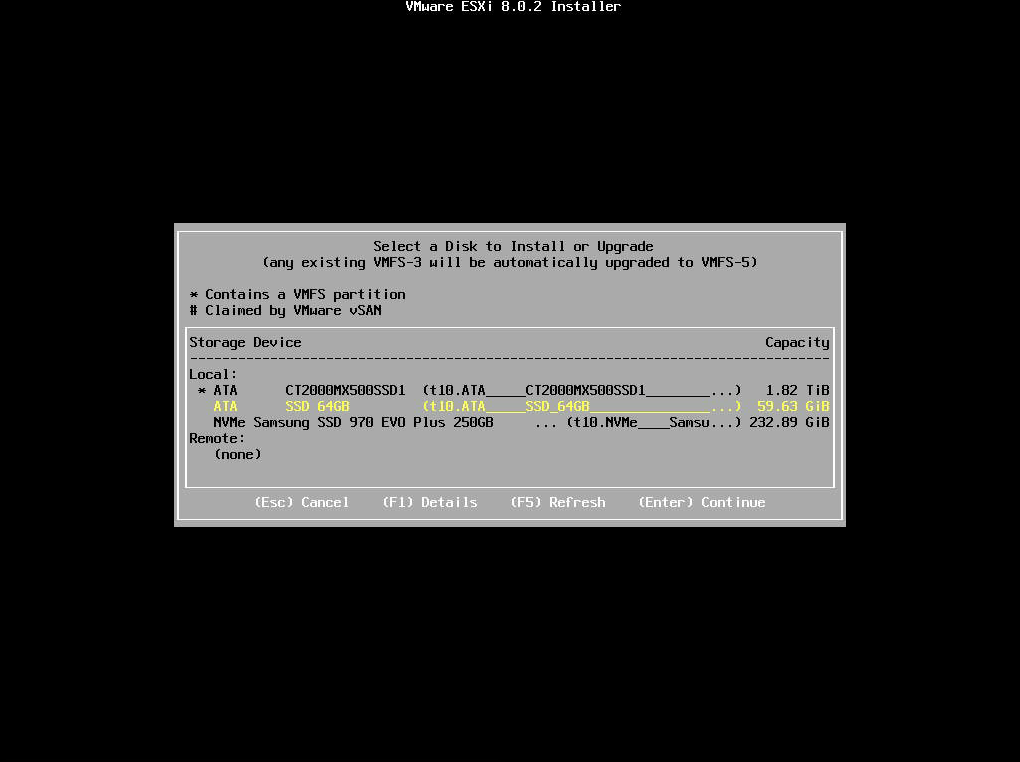 VMware ESXi 8.0.2 Installer
Select a Disk to Install or Upgrade
(any existing VMFS-3 will be automatically upgraded to VMFS-5)
* Contains a VMFS partition
# Claimed by VMware vSAN
Storage Device Capacity
--------------------------------------------------------------------------------
Local:
* ATA CT2000MX500SSD1 (t10.ATA_____CT2000MX500SSD1________...) 1.82 TiB
ATA SSD 64GB (t10.ATA_____SSD_64GB_______________...) 59.63 GiB
NVMe Samsung SSD 970 EVO Plus 250GB ... (t10.NVMe____Samsu...) 232.89 GiB
Remote:
(none)
(Esc) Cancel (F1) Details (F5) Refresh (Enter) Continue